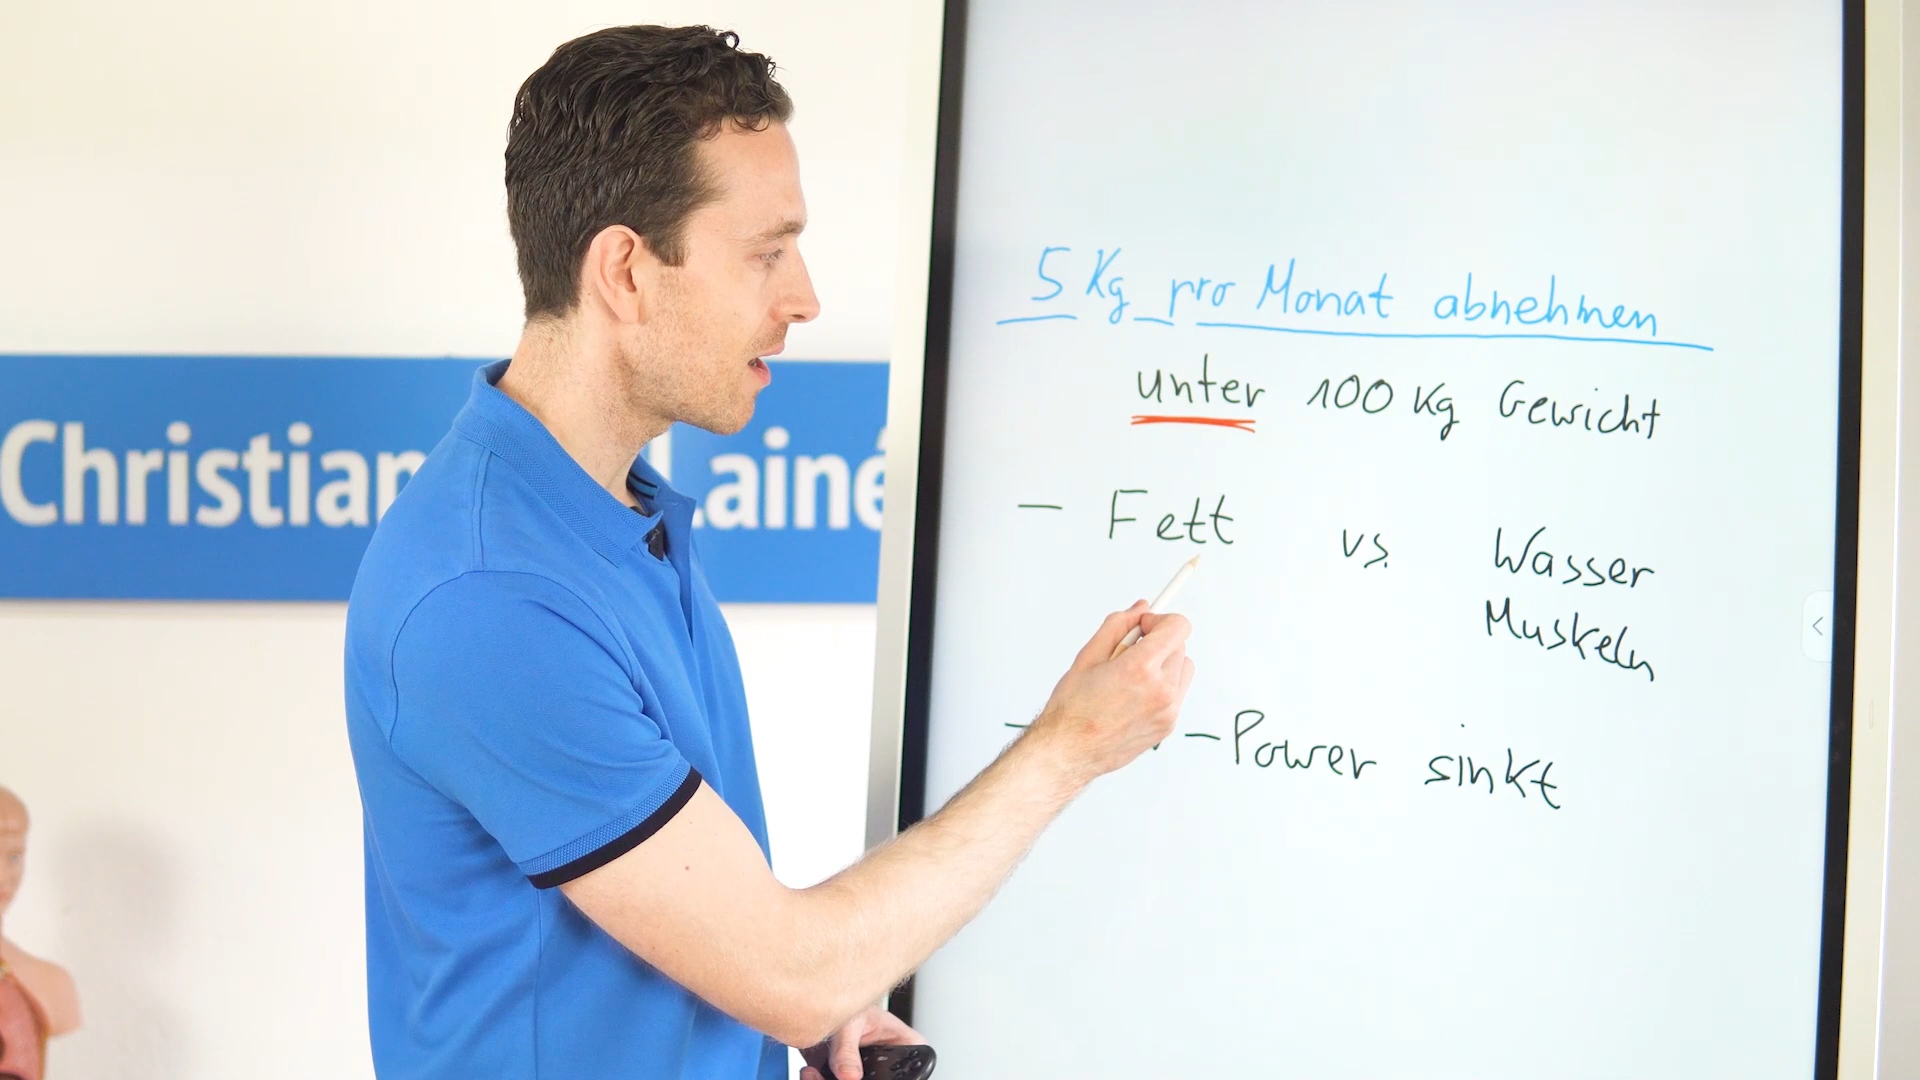 Christian Lainé
5 Kg pro Monat abnehmen
unter 100 Kg Gewicht
- Fett vs. Wasser
Muskeln
- -Power sinkt